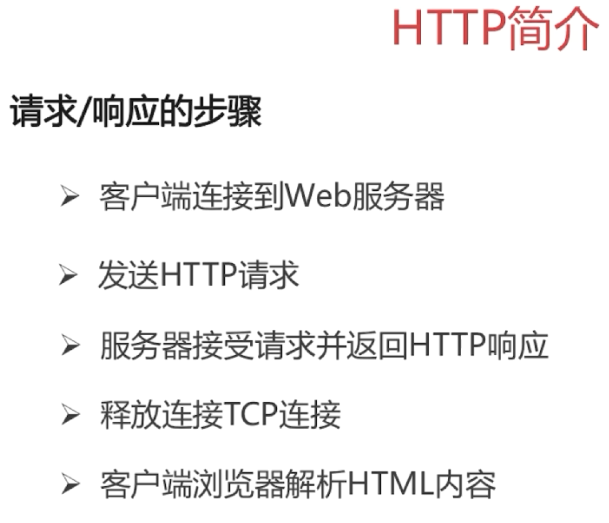 HTTP简介
请求/响应的步骤
➢ 客户端连接到Web服务器
➢ 发送HTTP请求
➢ 服务器接受请求并返回HTTP响应
➢ 释放连接TCP连接
➢ 客户端浏览器解析HTML内容